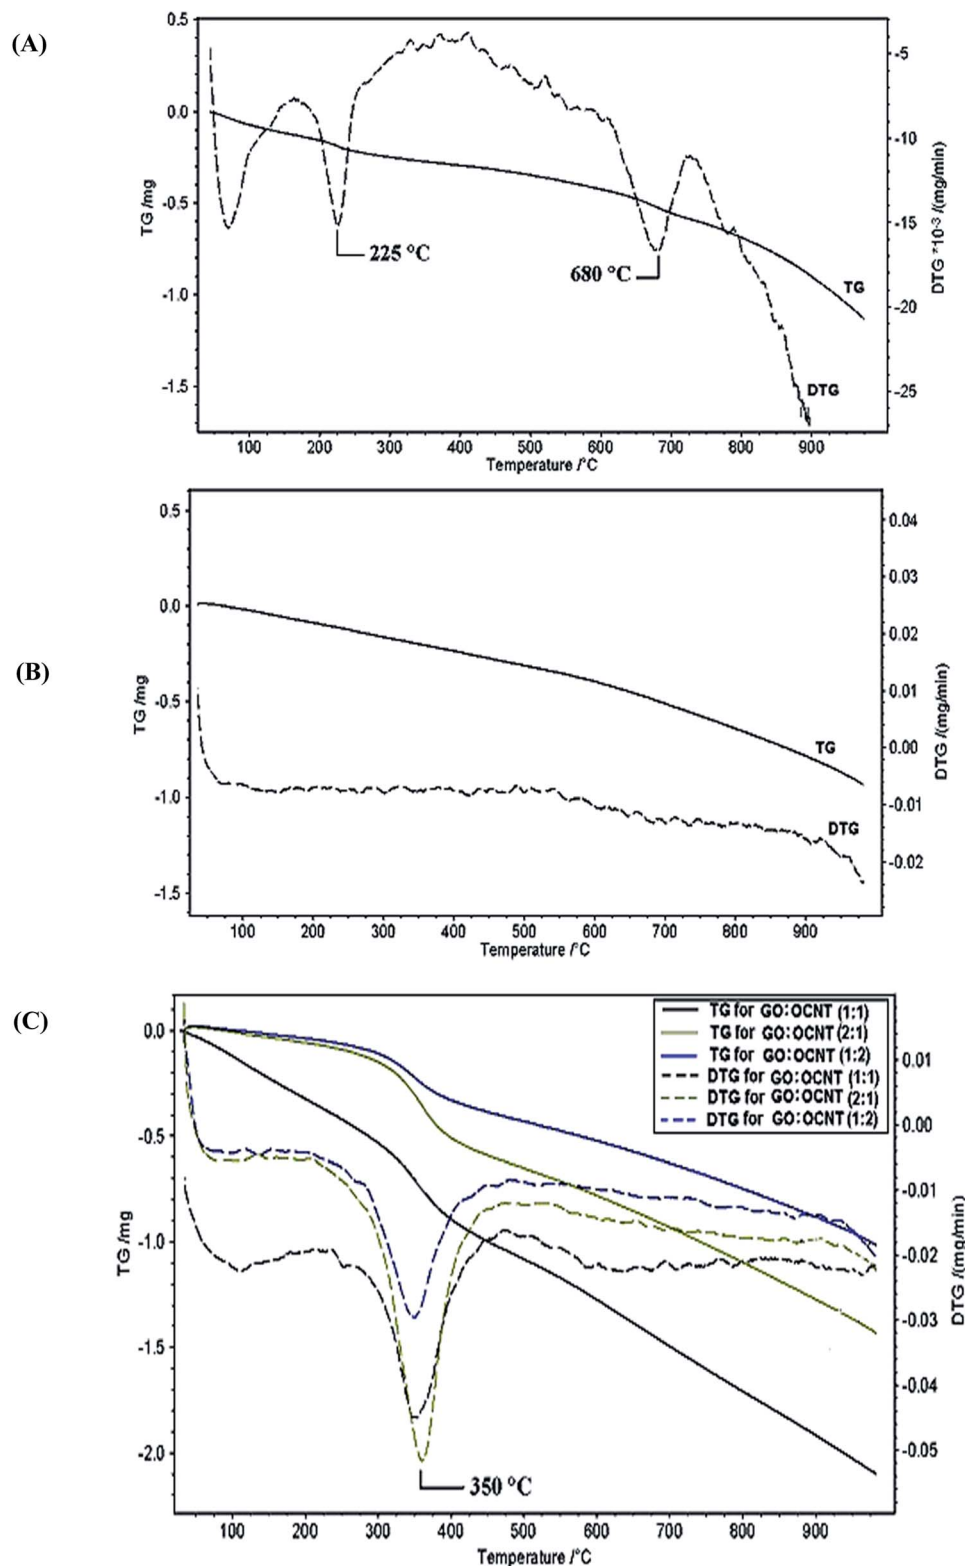 (A)
0.5
0.0
-0.5
-1.0
-1.5
TG /mg
-5
-10
-15
-20
-25
DTG *10⁻³ /(mg/min)
225 °C
680 °C
TG
DTG
100 200 300 400 500 600 700 800 900
Temperature /°C
(B)
0.5
0.0
-0.5
-1.0
-1.5
TG /mg
0.04
0.03
0.02
0.01
0.00
-0.01
-0.02
DTG /(mg/min)
TG
DTG
100 200 300 400 500 600 700 800 900
Temperature /°C
(C)
0.0
-0.5
-1.0
-1.5
-2.0
TG /mg
TG for GO:OCNT (1:1)
TG for GO:OCNT (2:1)
TG for GO:OCNT (1:2)
DTG for GO:OCNT (1:1)
DTG for GO:OCNT (2:1)
DTG for GO:OCNT (1:2)
0.01
0.00
-0.01
-0.02
-0.03
-0.04
-0.05
DTG /(mg/min)
350 °C
100 200 300 400 500 600 700 800 900
Temperature /°C